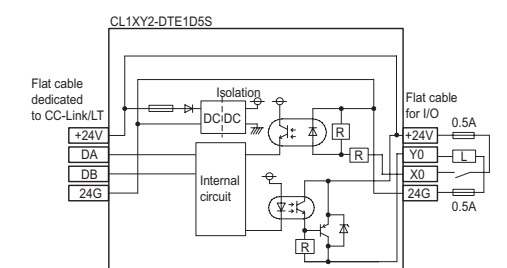 CL1XY2-DTE1D5S
Flat cable
dedicated
to CC-Link/LT
Isolation
Flat cable
for I/O
DC DC
0.5A
+24V
DA
DB
24G
R
R
+24V
Y0
X0
24G
L
Internal
circuit
0.5A
R